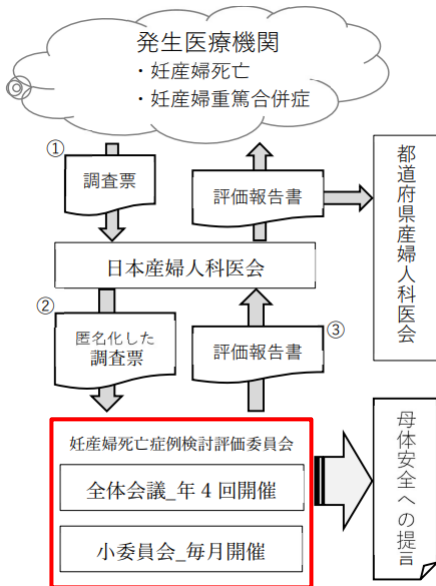 発生医療機関
・妊産婦死亡
・妊産婦重篤合併症
①
調査票
評価報告書
都道府県産婦人科医会
日本産婦人科医会
②
匿名化した
調査票
評価報告書
③
妊産婦死亡症例検討評価委員会
全体会議_年4回開催
小委員会_毎月開催
母体安全への提言